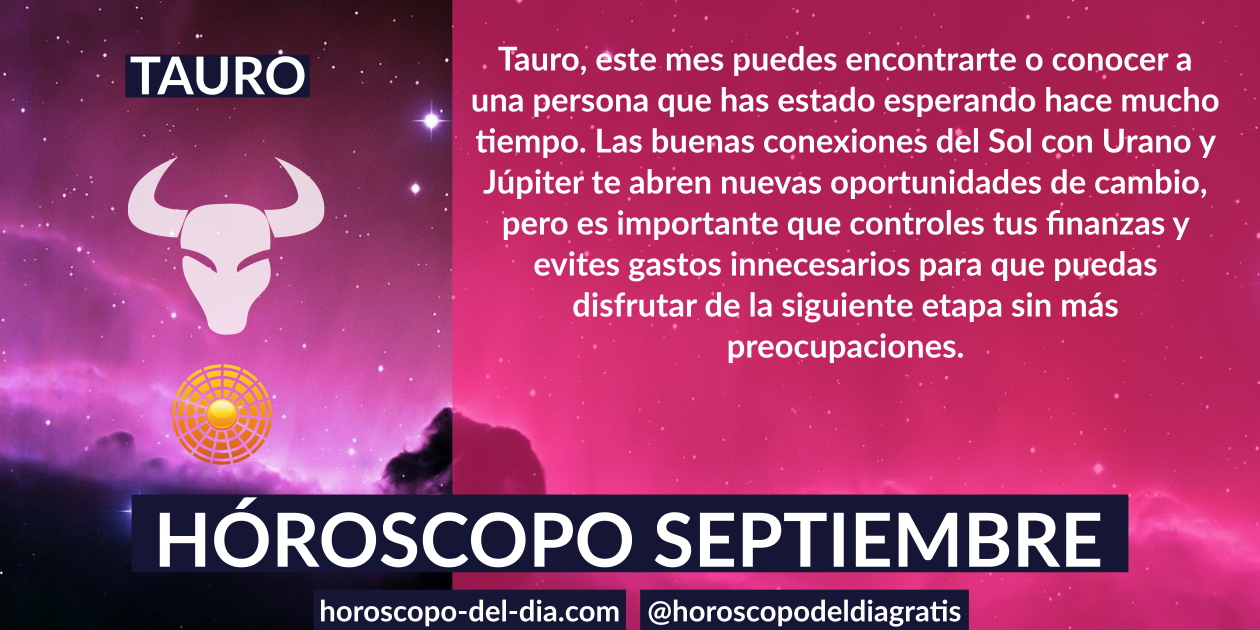 TAURO
Tauro, este mes puedes encontrarte o conocer a
una persona que has estado esperando hace mucho
tiempo. Las buenas conexiones del Sol con Urano y
Júpiter te abren nuevas oportunidades de cambio,
pero es importante que controles tus finanzas y
evites gastos innecesarios para que puedas
disfrutar de la siguiente etapa sin más
preocupaciones.
HÓROSCOPO SEPTIEMBRE
horoscopo-del-dia.com
@horoscopodeldiagratis